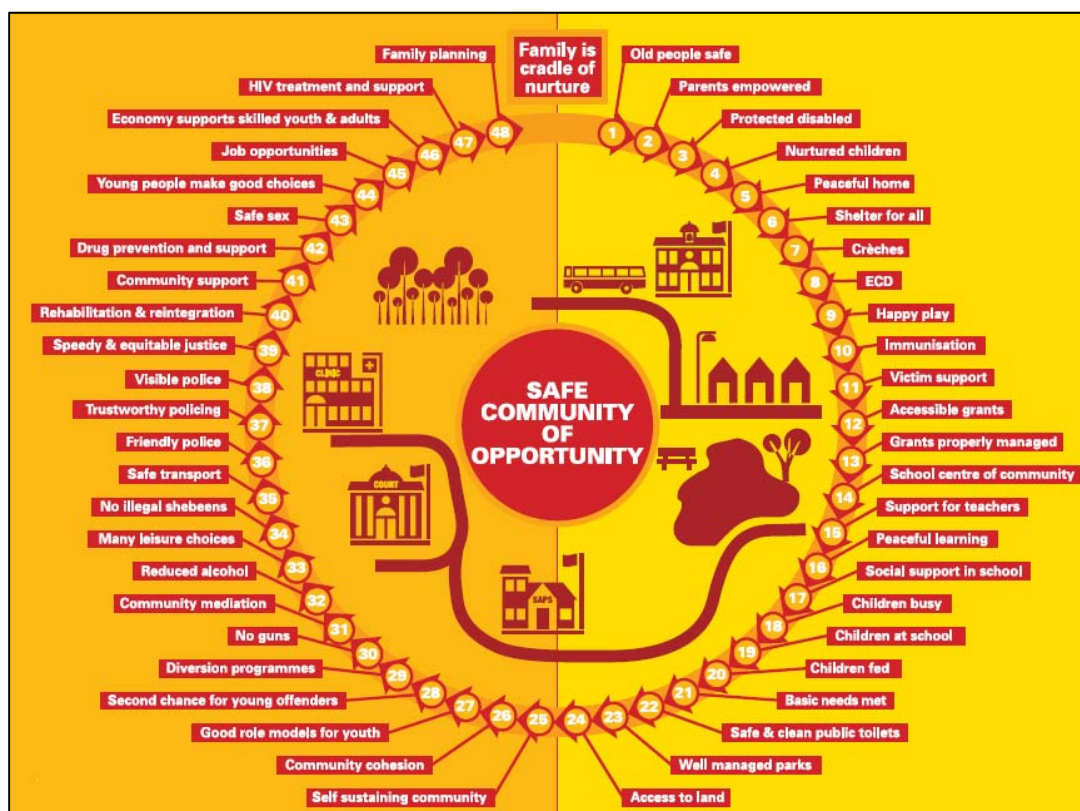 Family is
cradle of
nurture
1 Old people safe
2 Parents empowered
3 Protected disabled
4 Nurtured children
5 Peaceful home
6 Shelter for all
7 Crèches
8 ECD
9 Happy play
10 Immunisation
11 Victim support
12 Accessible grants
13 Grants properly managed
14 School centre of community
15 Support for teachers
16 Peaceful learning
17 Social support in school
18 Children busy
19 Children at school
20 Children fed
21 Basic needs met
22 Safe & clean public toilets
23 Well managed parks
24 Access to land
25 Self sustaining community
26 Community cohesion
27 Good role models for youth
28 Second chance for young offenders
29 Diversion programmes
30 No guns
31 Community mediation
32 Reduced alcohol
33 Many leisure choices
34 No illegal shebeens
35 Safe transport
36 Friendly police
37 Trustworthy policing
38 Visible police
39 Speedy & equitable justice
40 Rehabilitation & reintegration
41 Community support
42 Drug prevention and support
43 Safe sex
44 Young people make good choices
45 Job opportunities
46 Economy supports skilled youth & adults
47 HIV treatment and support
48 Family planning
SAFE
COMMUNITY
OF
OPPORTUNITY
CLINIC
COURT
SAPS